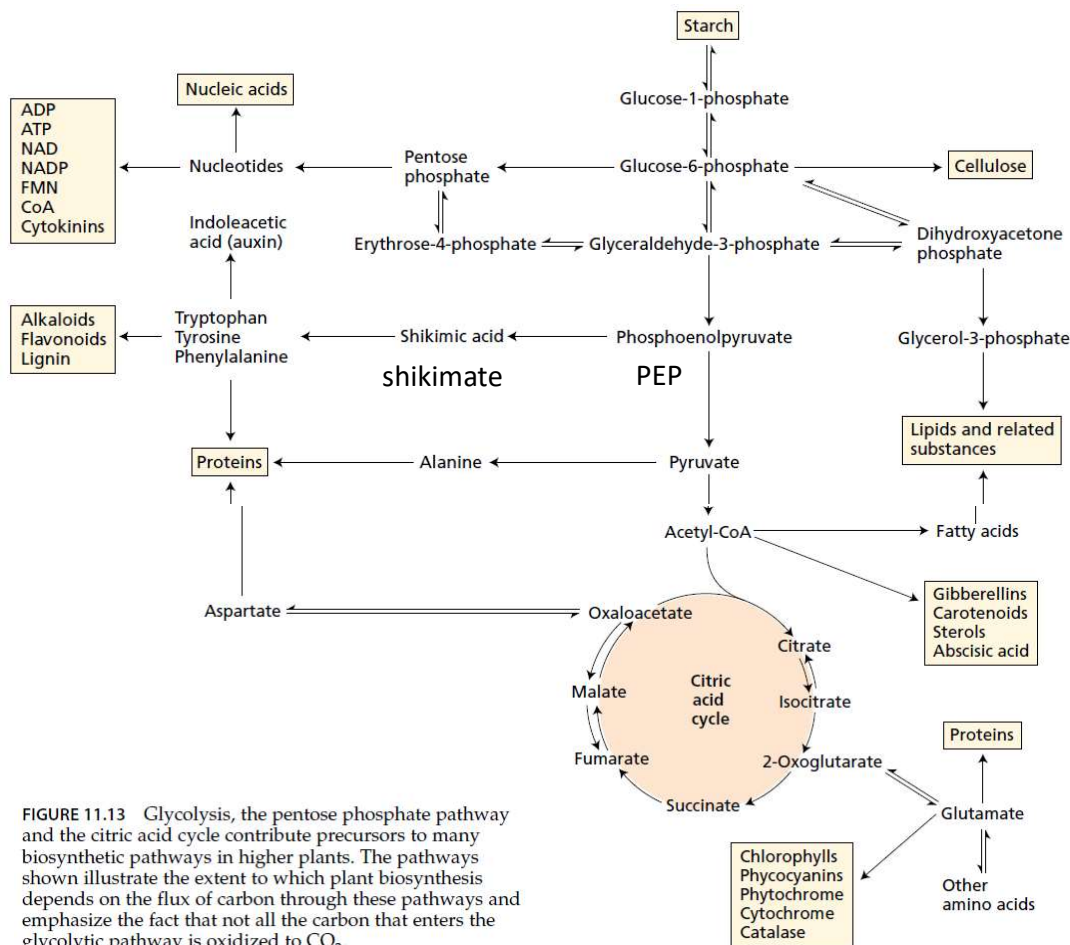 Starch
Glucose-1-phosphate
Nucleic acids
ADP
ATP
NAD
NADP
FMN
CoA
Cytokinins
Nucleotides
Pentose
phosphate
Glucose-6-phosphate
Cellulose
Indoleacetic
acid (auxin)
Erythrose-4-phosphate
Glyceraldehyde-3-phosphate
Dihydroxyacetone
phosphate
Alkaloids
Flavonoids
Lignin
Tryptophan
Tyrosine
Phenylalanine
Shikimic acid
Phosphoenolpyruvate
Glycerol-3-phosphate
shikimate
PEP
Lipids and related
substances
Proteins
Alanine
Pyruvate
Acetyl-CoA
Fatty acids
Gibberellins
Carotenoids
Sterols
Abscisic acid
Aspartate
Oxaloacetate
Citrate
Citric
acid
cycle
Malate
Isocitrate
Fumarate
2-Oxoglutarate
Succinate
Proteins
Glutamate
Other
amino acids
Chlorophylls
Phycocyanins
Phytochrome
Cytochrome
Catalase
FIGURE 11.13 Glycolysis, the pentose phosphate pathway
and the citric acid cycle contribute precursors to many
biosynthetic pathways in higher plants. The pathways
shown illustrate the extent to which plant biosynthesis
depends on the flux of carbon through these pathways and
emphasize the fact that not all the carbon that enters the
glycolytic pathway is oxidized to CO₂